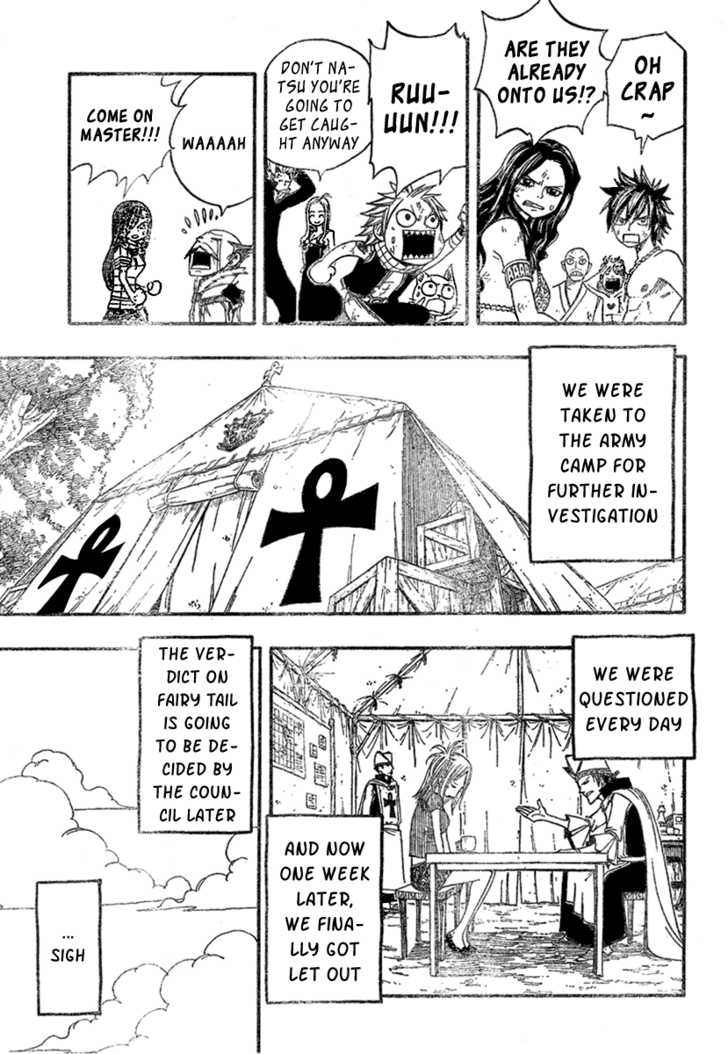 OH
CRAP
~
ARE THEY
ALREADY
ONTO US!?
RUU-
UUN!!!
DON'T NA-
TSU YOU'RE
GOING TO
GET CAUG-
HT ANYWAY
WAAAAH
COME ON
MASTER!!!
WE WERE
TAKEN TO
THE ARMY
CAMP FOR
FURTHER IN-
VESTIGATION
WE WERE
QUESTIONED
EVERY DAY
AND NOW
ONE WEEK
LATER,
WE FINA-
LLY GOT
LET OUT
THE VER-
DICT ON
FAIRY TAIL
IS GOING
TO BE DE-
CIDED BY
THE COUN-
CIL LATER
...
SIGH